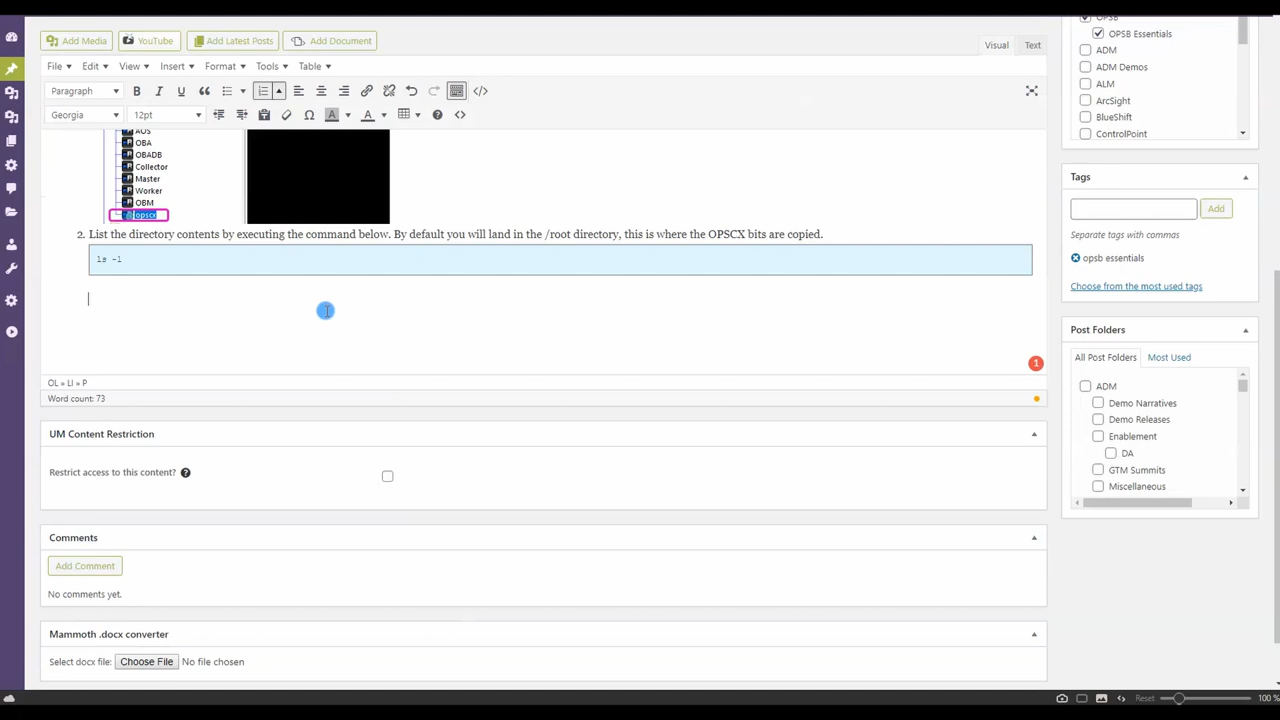 OPSB
OPSB Essentials
ADM
ADM Demos
ALM
ArcSight
BlueShift
ControlPoint
Add Media YouTube Add Latest Posts Add Document
Visual Text
File Edit View Insert Format Tools Table
Paragraph
Georgia 12pt
AOS
OBA
OBADB
Collector
Master
Worker
OBM
opscx
2. List the directory contents by executing the command below. By default you will land in the /root directory, this is where the OPSCX bits are copied.
ls -l
1
OL » LI » P
Word count: 73
Tags
Add
Separate tags with commas
opsb essentials
Choose from the most used tags
Post Folders
All Post Folders Most Used
ADM
Demo Narratives
Demo Releases
Enablement
DA
GTM Summits
Miscellaneous
UM Content Restriction
Restrict access to this content?
Comments
Add Comment
No comments yet.
Mammoth .docx converter
Select docx file: Choose File No file chosen
Reset 100 %